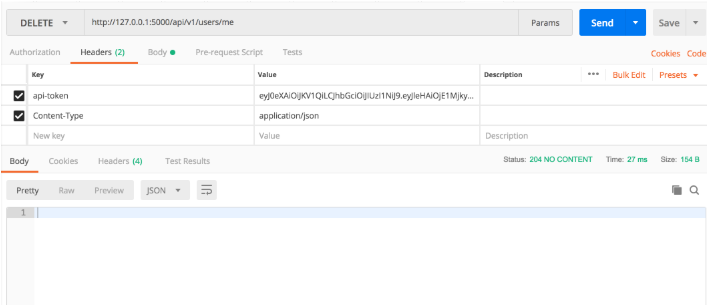 DELETE http://127.0.0.1:5000/api/v1/users/me Params Send Save
Authorization Headers (2) Body Pre-request Script Tests Cookies Code
Key Value Description ••• Bulk Edit Presets
api-token eyJ0eXAiOiJKV1QiLCJhbGciOiJIUzI1NiJ9.eyJleHAiOjE1Mjky...
Content-Type application/json
New key Value Description
Body Cookies Headers (4) Test Results Status: 204 NO CONTENT Time: 27 ms Size: 154 B
Pretty Raw Preview JSON
1